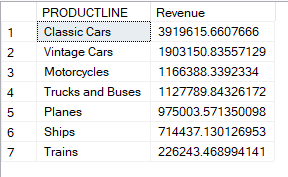 PRODUCTLINE Revenue
1 Classic Cars 3919615.6607666
2 Vintage Cars 1903150.83557129
3 Motorcycles 1166388.3392334
4 Trucks and Buses 1127789.84326172
5 Planes 975003.571350098
6 Ships 714437.130126953
7 Trains 226243.468994141